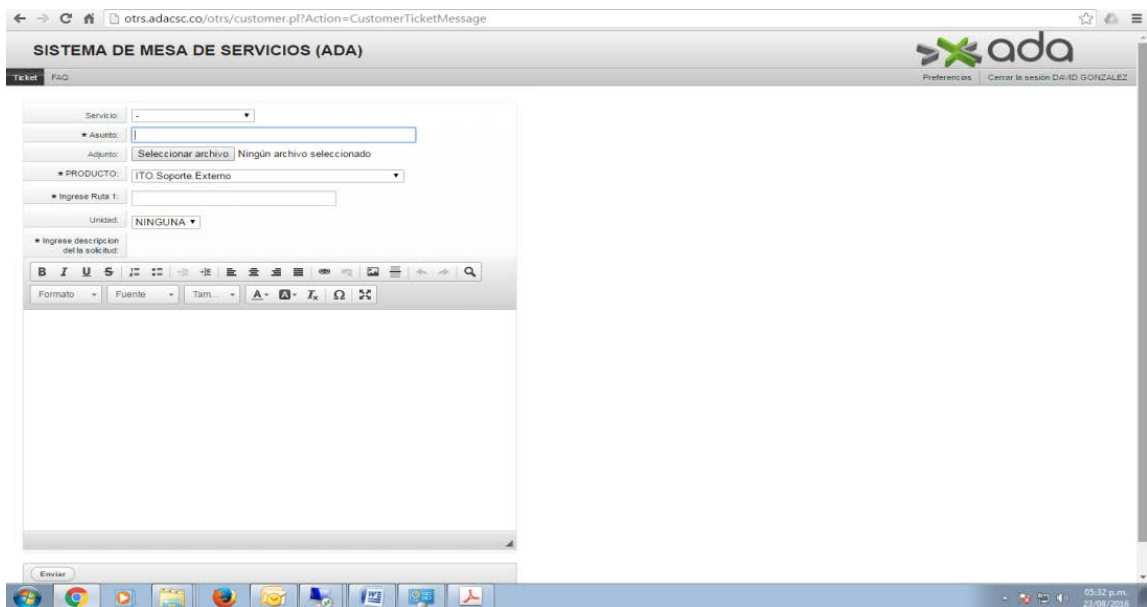 otrs.adacsc.co/otrs/customer.pl?Action=CustomerTicketMessage
SISTEMA DE MESA DE SERVICIOS (ADA)
ada
Ticket FAQ
Preferencias Cerrar la sesión DAVID GONZALEZ
Servicio: -
* Asunto:
Adjunto: Seleccionar archivo Ningún archivo seleccionado
* PRODUCTO: ITO.Soporte.Externo
* Ingrese Ruta 1:
Unidad: NINGUNA
* Ingrese descripcion
del la solicitud:
B I U S
Formato Fuente Tam... A A Ix Ω
Enviar
05:32 p.m.
23/08/2016